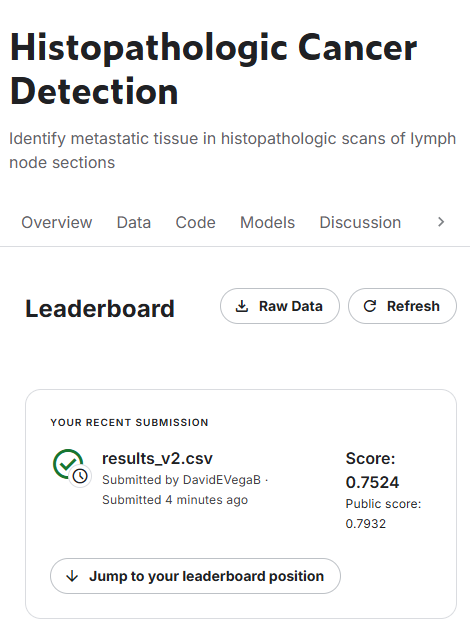 Histopathologic Cancer
Detection
Identify metastatic tissue in histopathologic scans of lymph
node sections
Overview Data Code Models Discussion
Leaderboard
Raw Data
Refresh
YOUR RECENT SUBMISSION
results_v2.csv
Submitted by DavidEVegaB ·
Submitted 4 minutes ago
Score:
0.7524
Public score:
0.7932
Jump to your leaderboard position